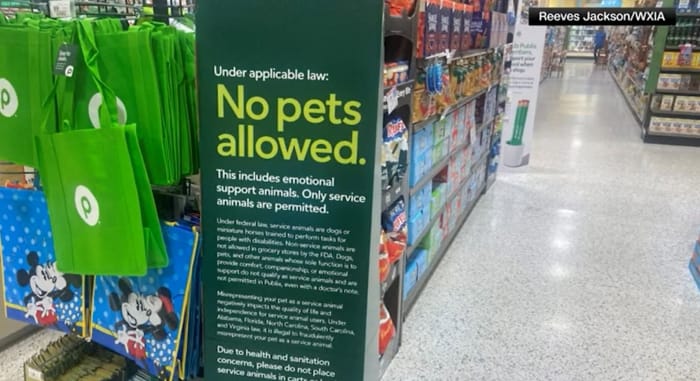 Reeves Jackson/WXIA
Under applicable law:
No pets
allowed.
This includes emotional
support animals. Only service
animals are permitted.
Under federal law, service animals are dogs or
miniature horses trained to perform tasks for
people with disabilities. Non-service animals are
not allowed in grocery stores by the FDA. Dogs,
pets, and other animals whose sole function is to
provide comfort, companionship, or emotional
support do not qualify as service animals and are
not permitted in Publix, even with a doctor's note.
Misrepresenting your pet as a service animal
negatively impacts the quality of life and
independence for service animal users. Under
Alabama, Florida, North Carolina, South Carolina,
and Virginia law, it is illegal to fraudulently
misrepresent your pet as a service animal.
Due to health and sanitation
concerns, please do not place
service animals in carts
p
p